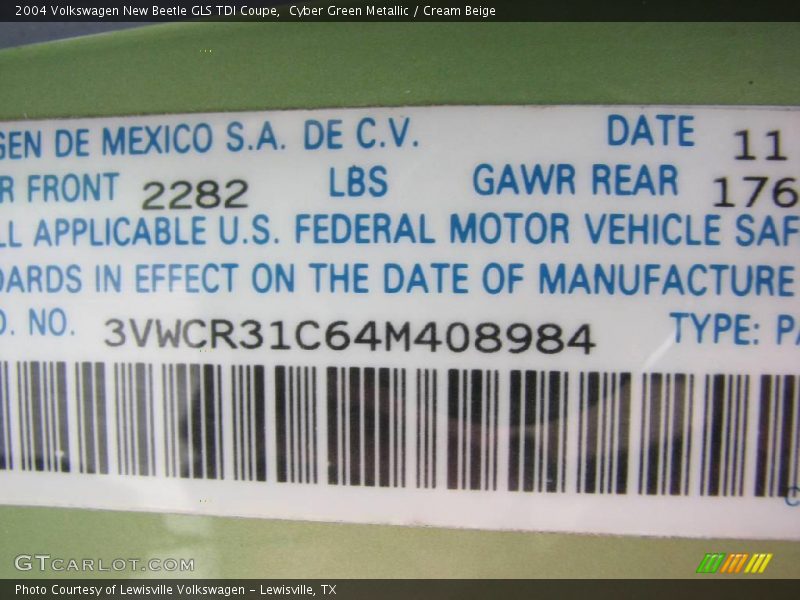 2004 Volkswagen New Beetle GLS TDI Coupe,  Cyber Green Metallic / Cream Beige
GEN DE MEXICO S.A. DE C.V. DATE 11
R FRONT 2282 LBS GAWR REAR 176
LL APPLICABLE U.S. FEDERAL MOTOR VEHICLE SAF
DARDS IN EFFECT ON THE DATE OF MANUFACTURE
D. NO. 3VWCR31C64M408984 TYPE: PA
GTCARLOT.COM
Photo Courtesy of Lewisville Volkswagen – Lewisville, TX